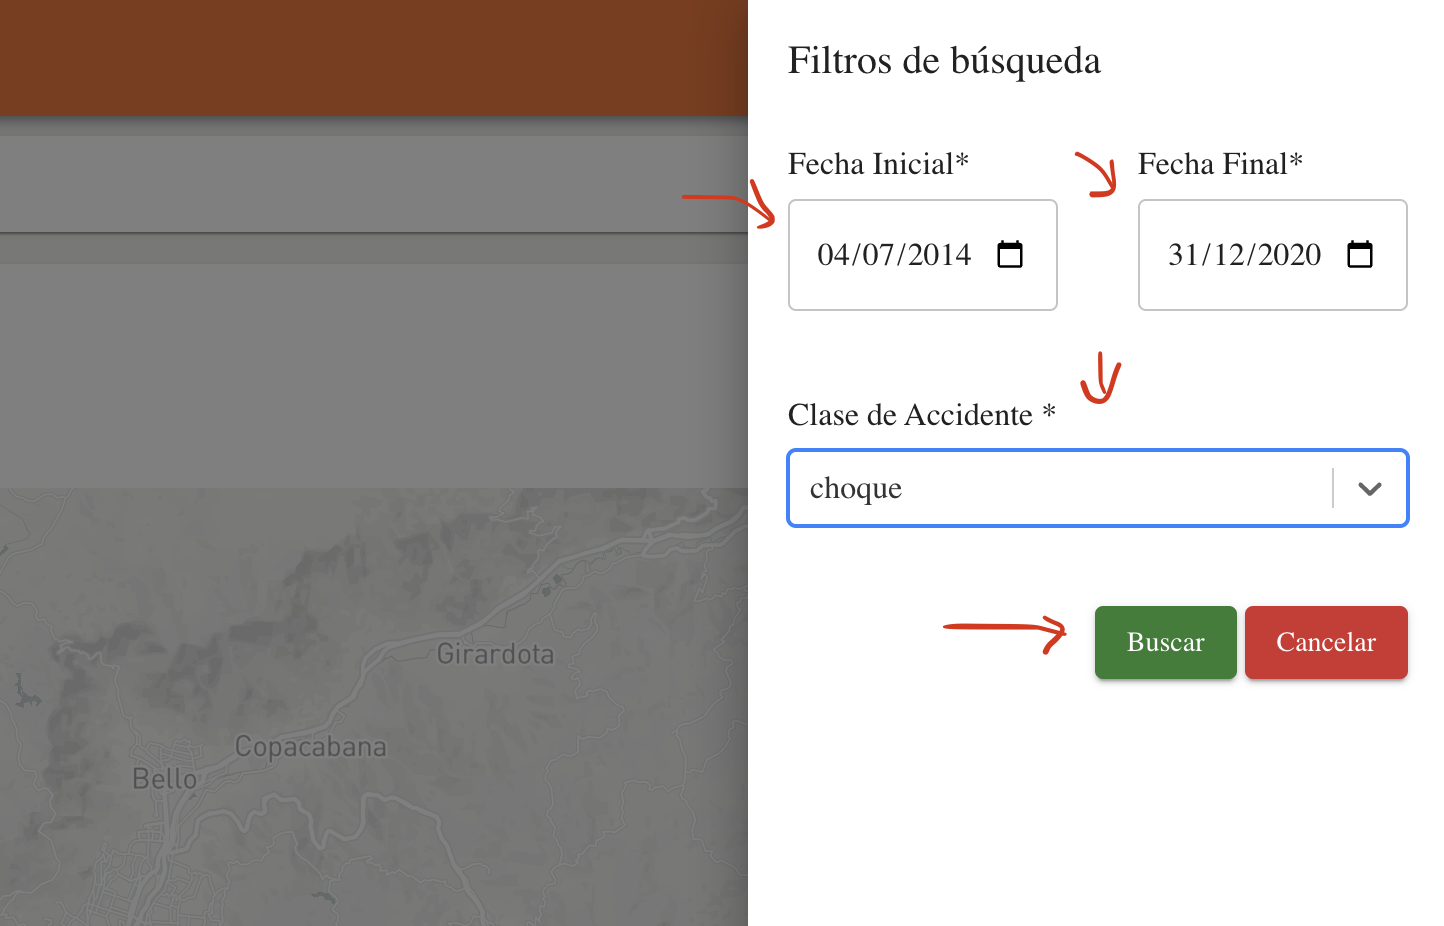 Filtros de búsqueda
Fecha Inicial* Fecha Final*
04/07/2014 31/12/2020
Clase de Accidente *
choque
Buscar Cancelar
Girardota
Copacabana
Bello